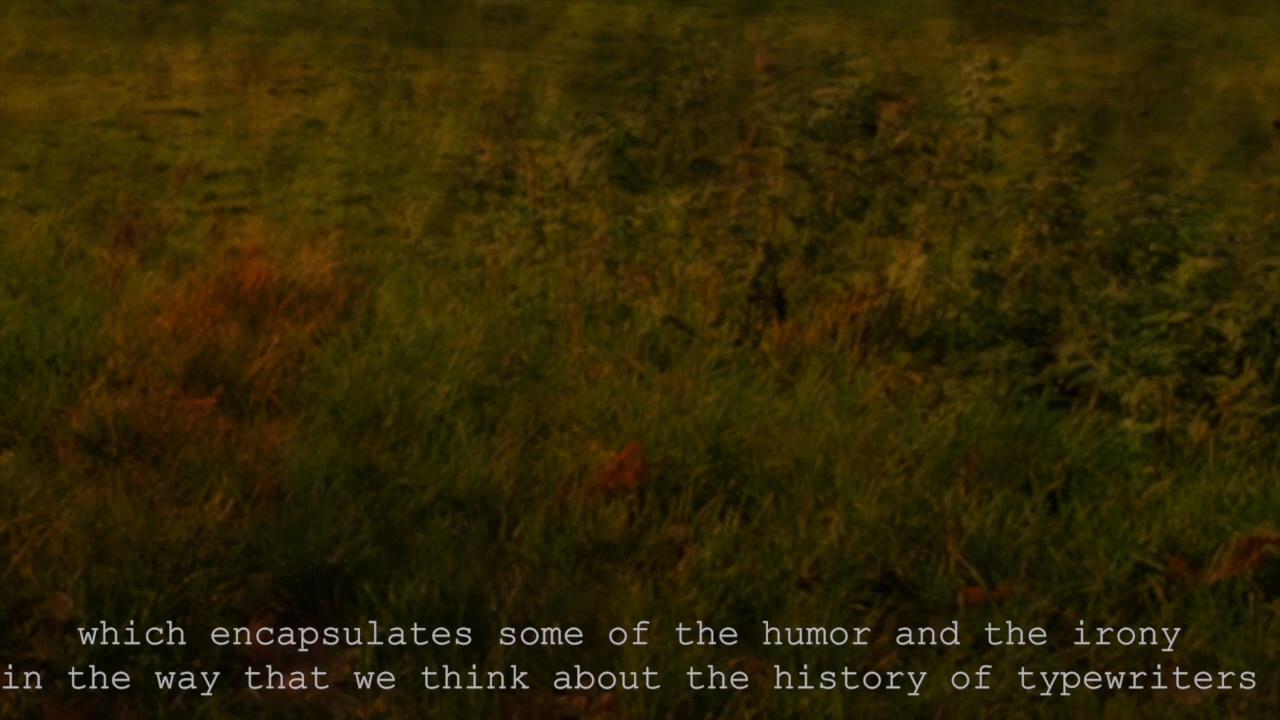 which encapsulates some of the humor and the irony
in the way that we think about the history of typewriters